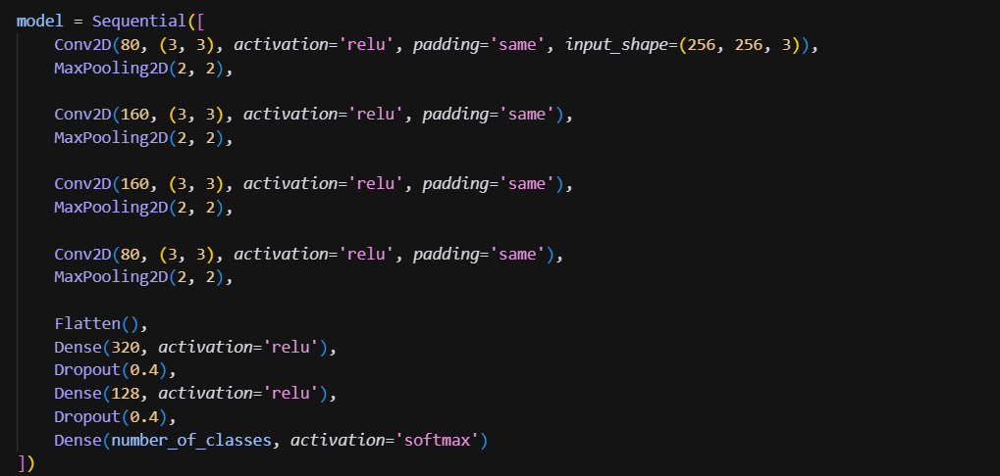 model = Sequential([
    Conv2D(80, (3, 3), activation='relu', padding='same', input_shape=(256, 256, 3)),
    MaxPooling2D(2, 2),

    Conv2D(160, (3, 3), activation='relu', padding='same'),
    MaxPooling2D(2, 2),

    Conv2D(160, (3, 3), activation='relu', padding='same'),
    MaxPooling2D(2, 2),

    Conv2D(80, (3, 3), activation='relu', padding='same'),
    MaxPooling2D(2, 2),

    Flatten(),
    Dense(320, activation='relu'),
    Dropout(0.4),
    Dense(128, activation='relu'),
    Dropout(0.4),
    Dense(number_of_classes, activation='softmax')
])